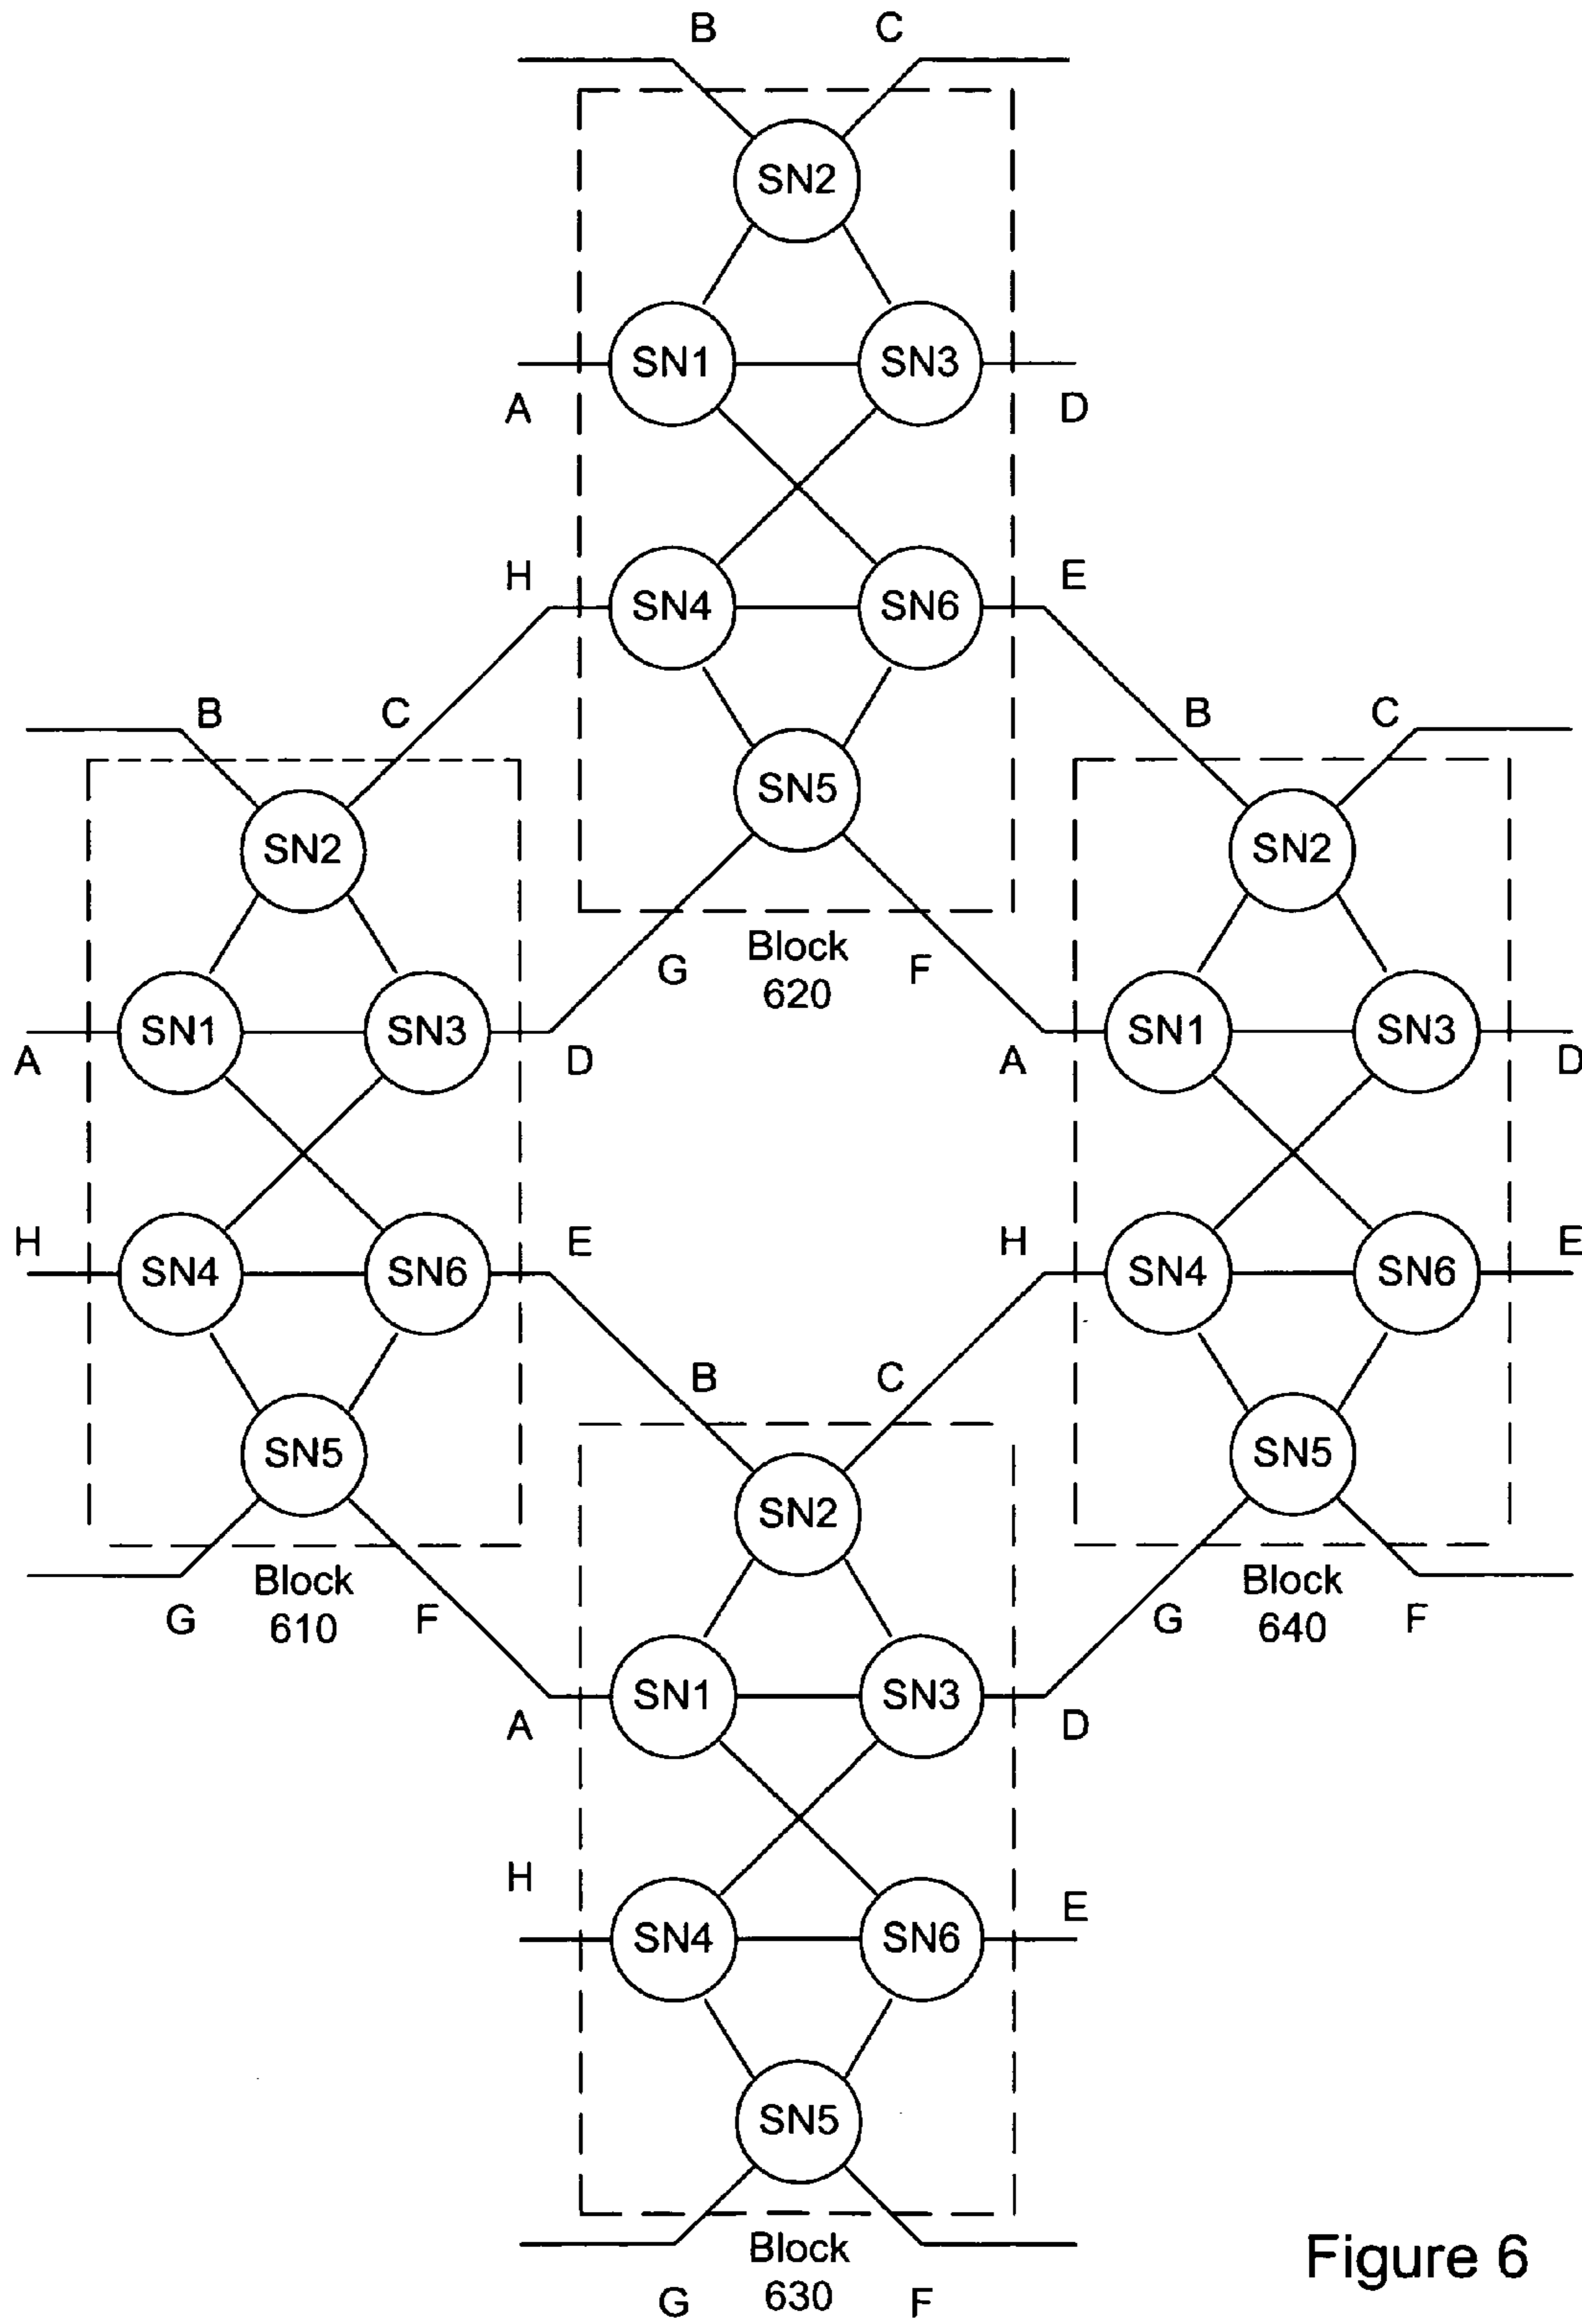 B C
SN2
SN1 SN3
A D
H SN4 SN6 E
SN5
B C B C
SN2 Block 620 SN2
G F
SN1 SN3 SN1 SN3
A D A D
H E H E
SN4 SN6 SN4 SN6
B C
SN5 SN5
SN2
Block 610 Block 640
G F G F
SN1 SN3
A D
H E
SN4 SN6
SN5
Block
630
G F
Figure 6